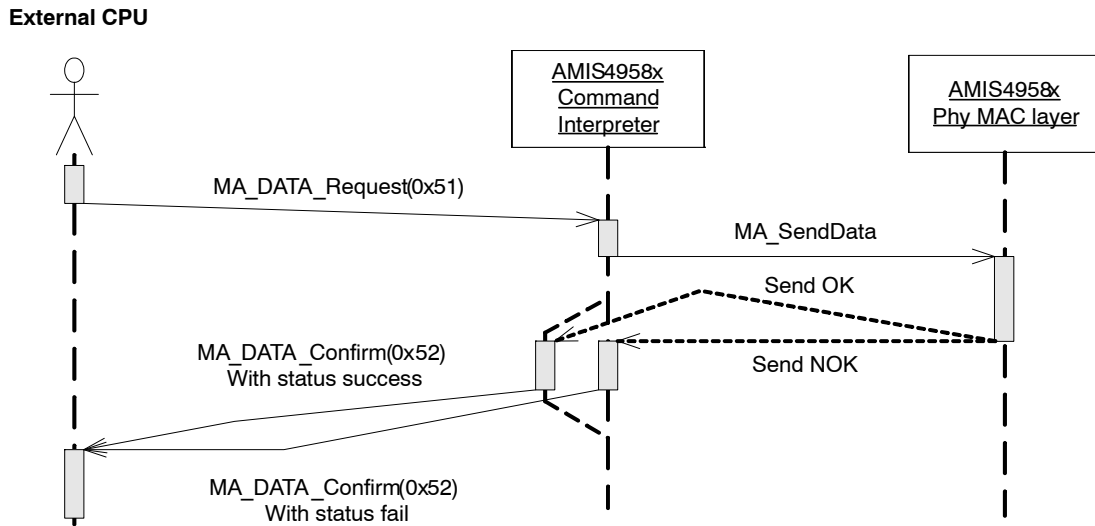 External CPU
AMIS4958x
Command
Interpreter
AMIS4958x
Phy MAC layer
MA_DATA_Request(0x51)
MA_SendData
Send OK
MA_DATA_Confirm(0x52)
With status success
Send NOK
MA_DATA_Confirm(0x52)
With status fail